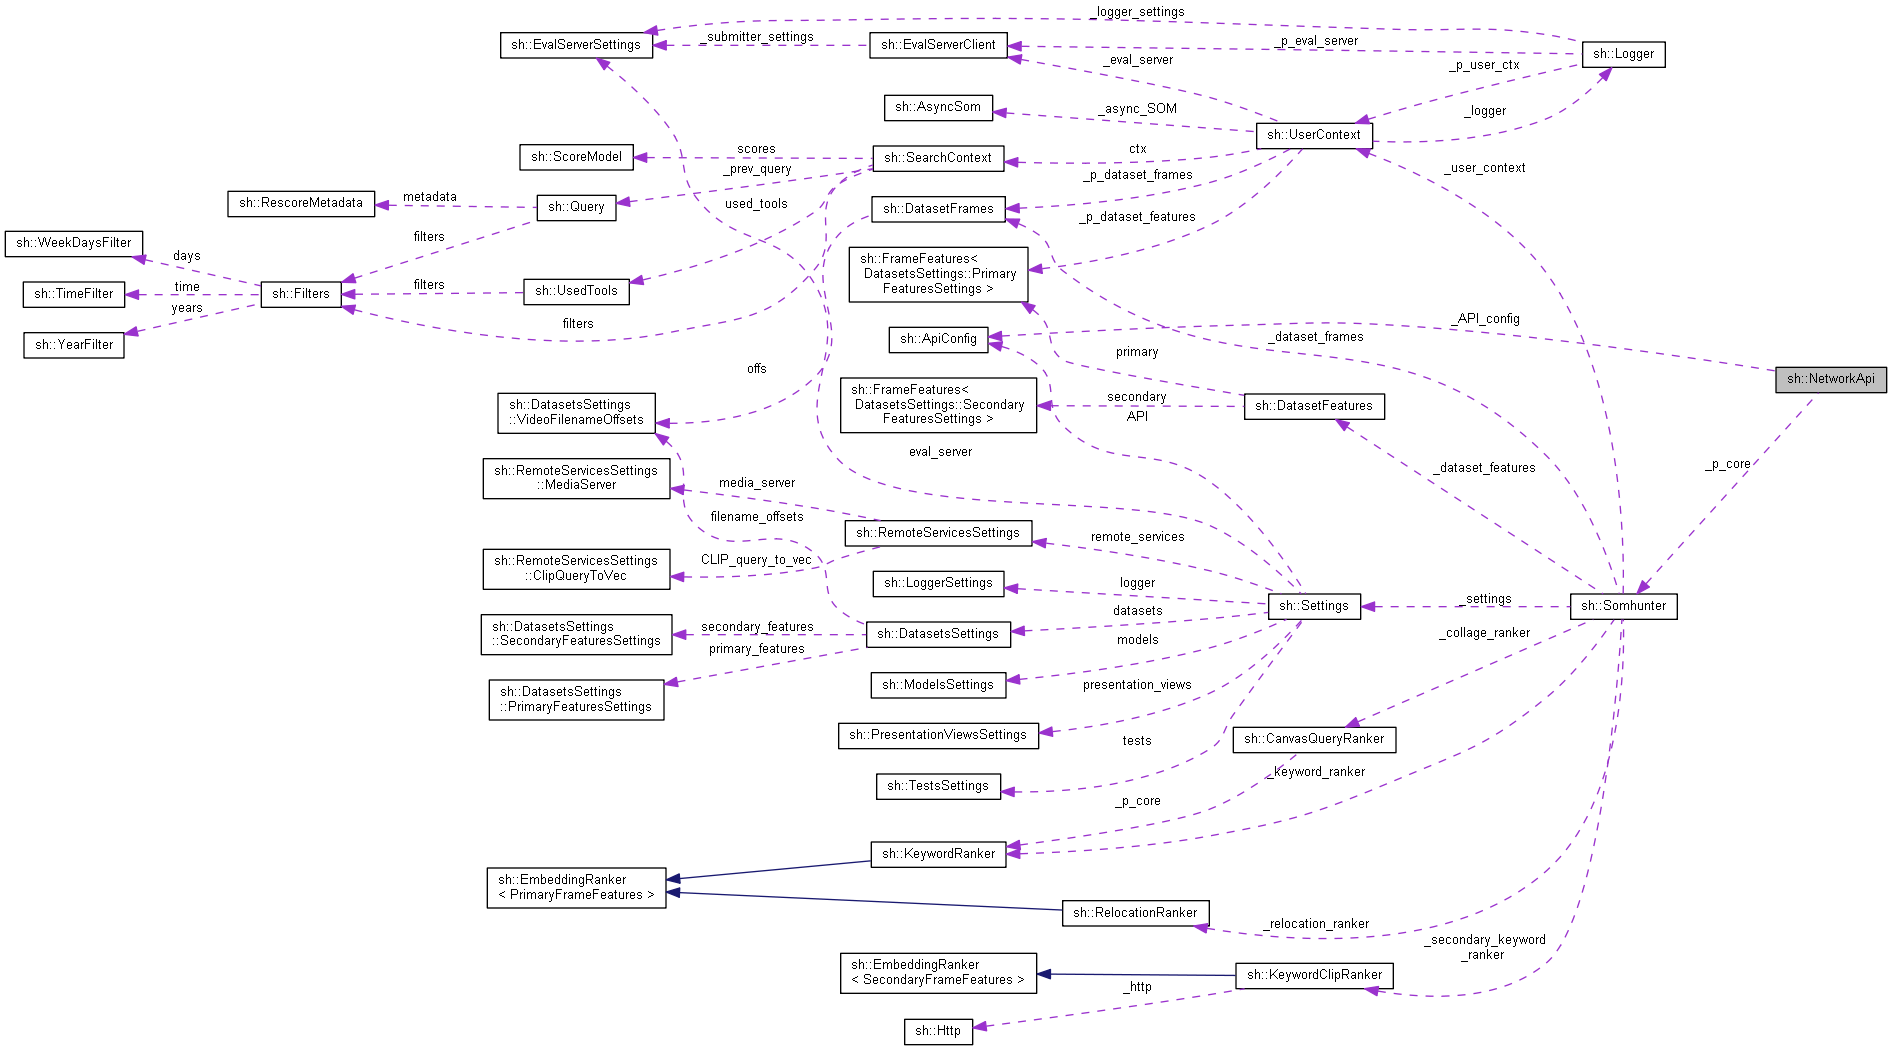 _logger_settings
sh::EvalServerSettings
_submitter_settings
sh::EvalServerClient
_p_eval_server
sh::Logger
_eval_server
_p_user_ctx
sh::AsyncSom
_async_SOM
_logger
sh::UserContext
sh::ScoreModel
scores
sh::SearchContext
ctx
_prev_query
_p_dataset_frames
_user_context
sh::RescoreMetadata
metadata
sh::Query
used_tools
sh::DatasetFrames
_p_dataset_features
sh::WeekDaysFilter
days
filters
sh::FrameFeatures<
DatasetsSettings::Primary
FeaturesSettings >
sh::TimeFilter
time
sh::Filters
filters
sh::UsedTools
years
filters
sh::YearFilter
sh::ApiConfig
_API_config
_dataset_frames
primary
offs
sh::NetworkApi
sh::FrameFeatures<
DatasetsSettings::Secondary
FeaturesSettings >
secondary
API
sh::DatasetFeatures
sh::DatasetsSettings
::VideoFilenameOffsets
eval_server
_dataset_features
_p_core
sh::RemoteServicesSettings
::MediaServer
media_server
filename_offsets
sh::RemoteServicesSettings
remote_services
sh::RemoteServicesSettings
::ClipQueryToVec
CLIP_query_to_vec
sh::LoggerSettings
logger
sh::Settings
_settings
sh::Somhunter
datasets
sh::DatasetsSettings
::SecondaryFeaturesSettings
secondary_features
sh::DatasetsSettings
_collage_ranker
primary_features
models
sh::DatasetsSettings
::PrimaryFeaturesSettings
sh::ModelsSettings
presentation_views
sh::PresentationViewsSettings
tests
sh::CanvasQueryRanker
sh::TestsSettings
_keyword_ranker
_p_core
sh::KeywordRanker
sh::EmbeddingRanker
< PrimaryFrameFeatures >
sh::RelocationRanker
_relocation_ranker
_secondary_keyword
_ranker
sh::EmbeddingRanker
< SecondaryFrameFeatures >
sh::KeywordClipRanker
_http
sh::Http